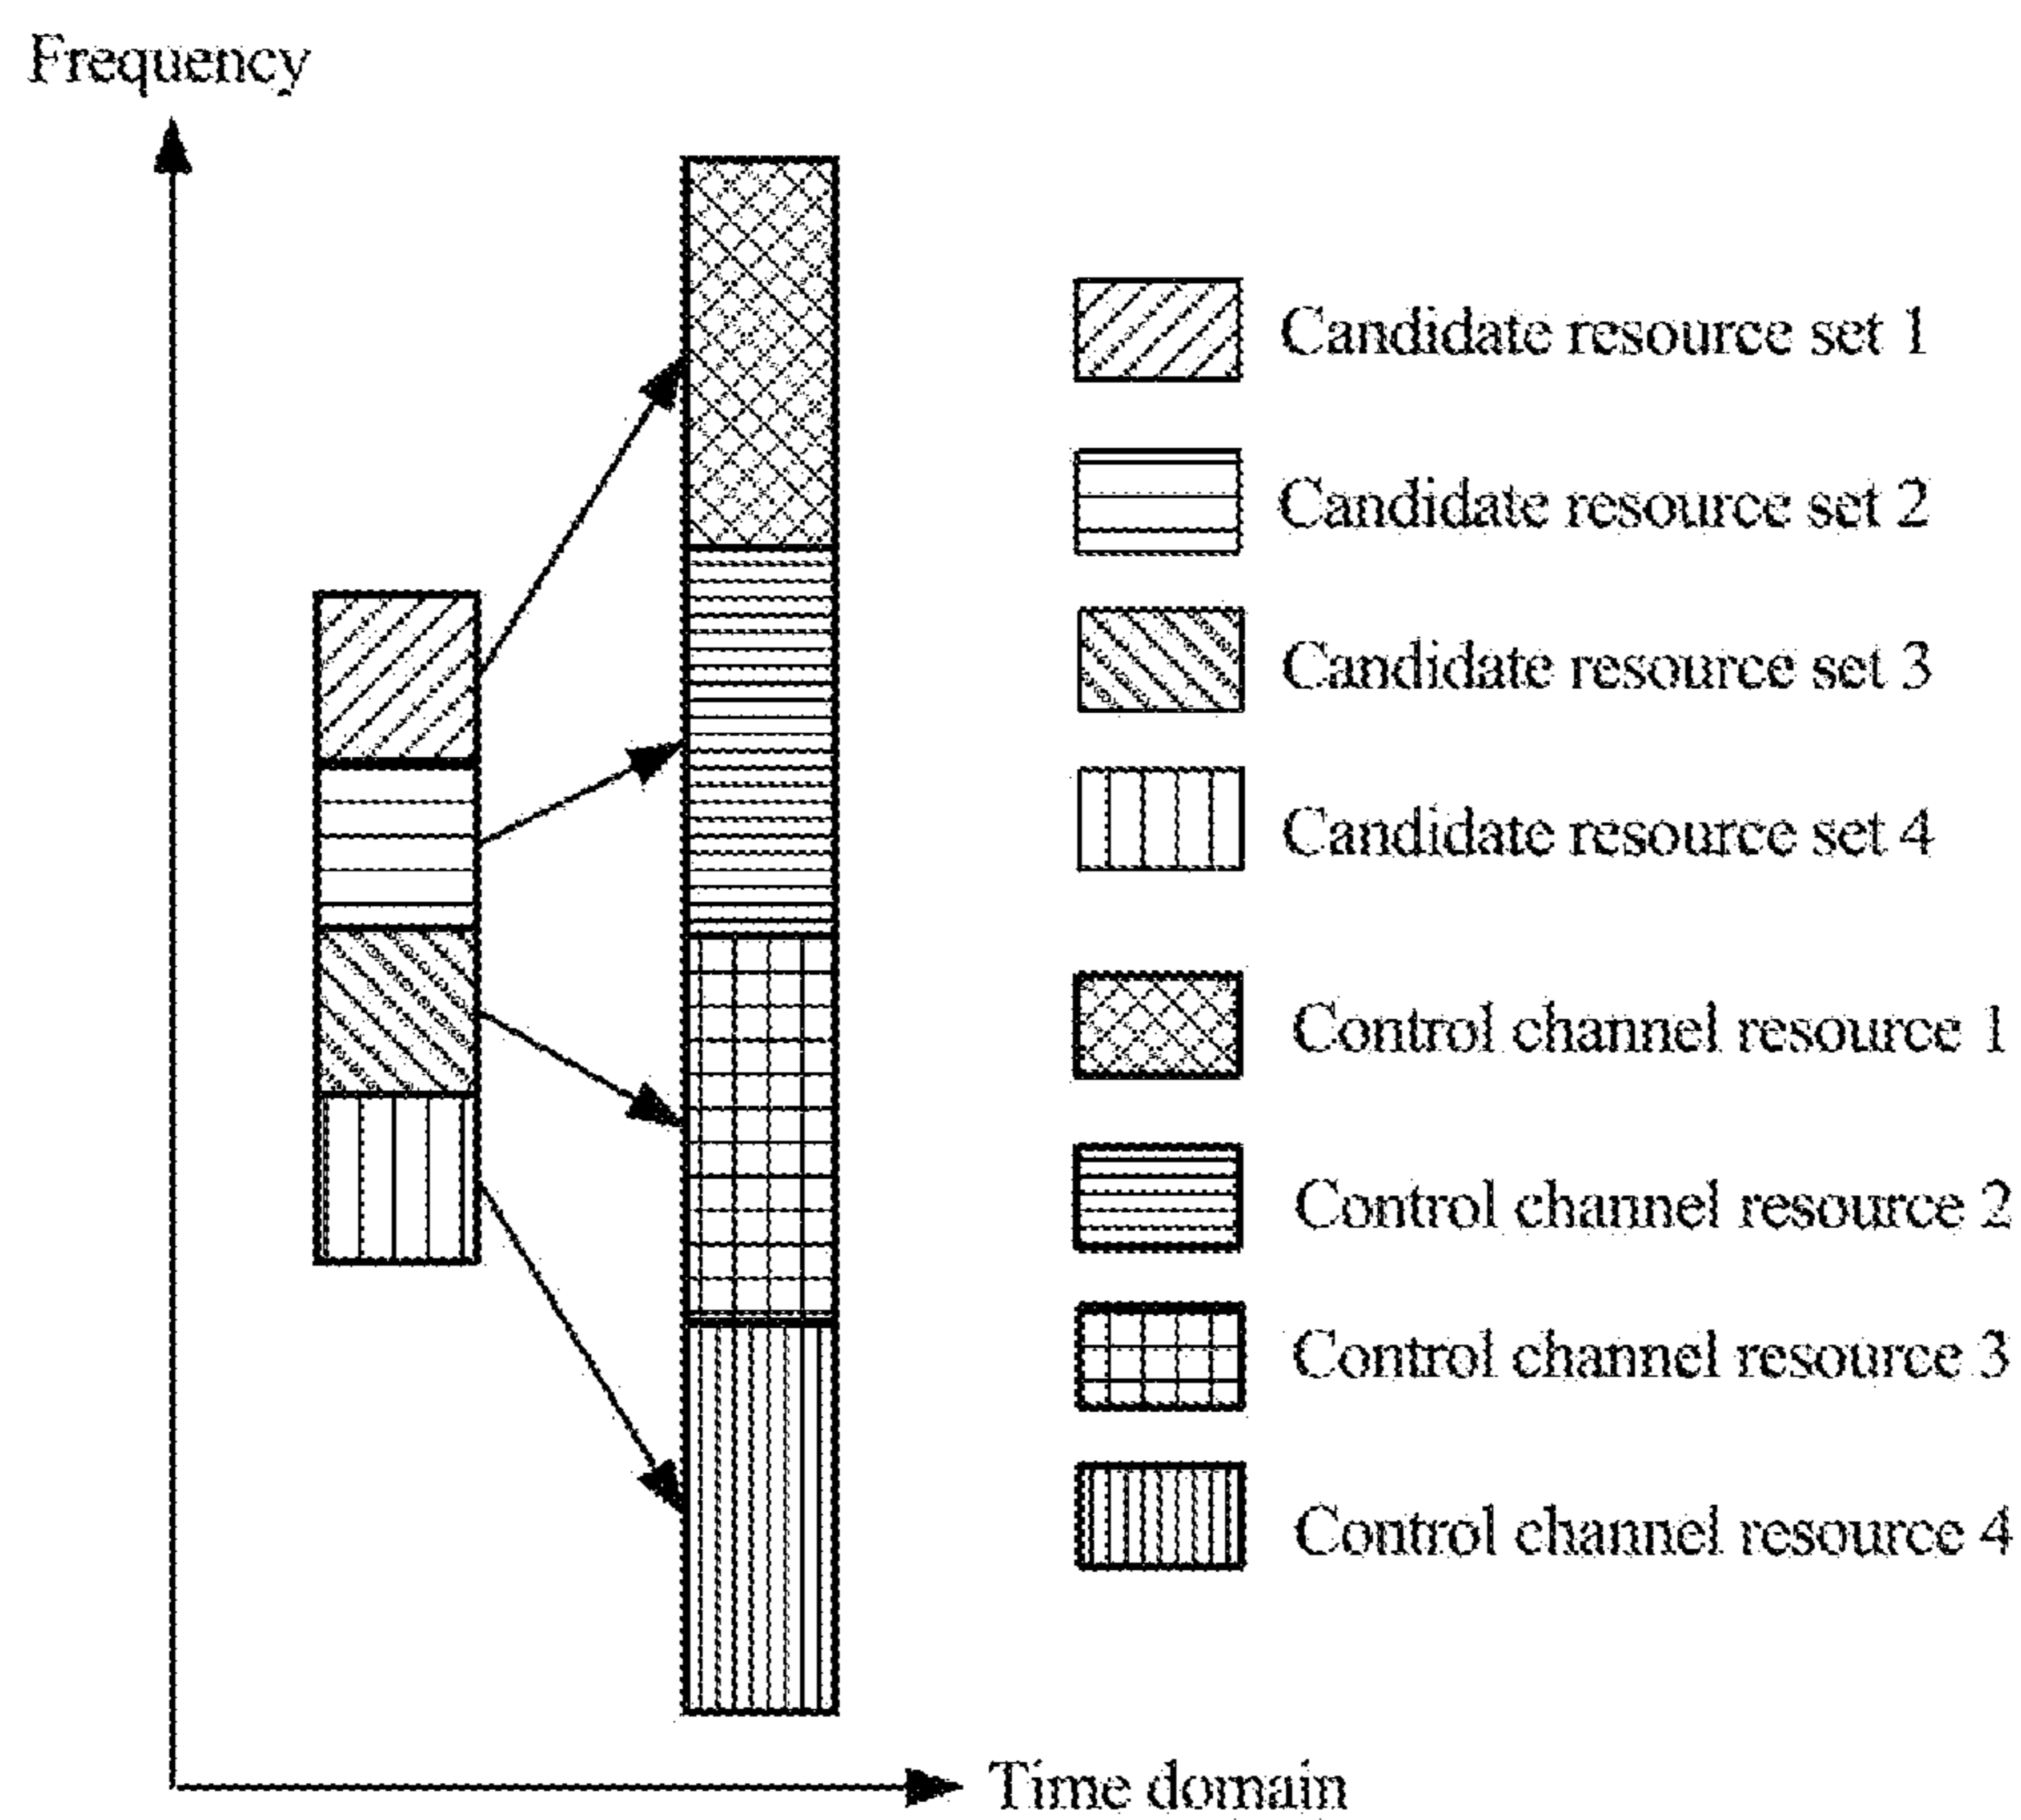 Frequency
Candidate resource set 1
Candidate resource set 2
Candidate resource set 3
Candidate resource set 4
Control channel resource 1
Control channel resource 2
Control channel resource 3
Control channel resource 4
Time domain